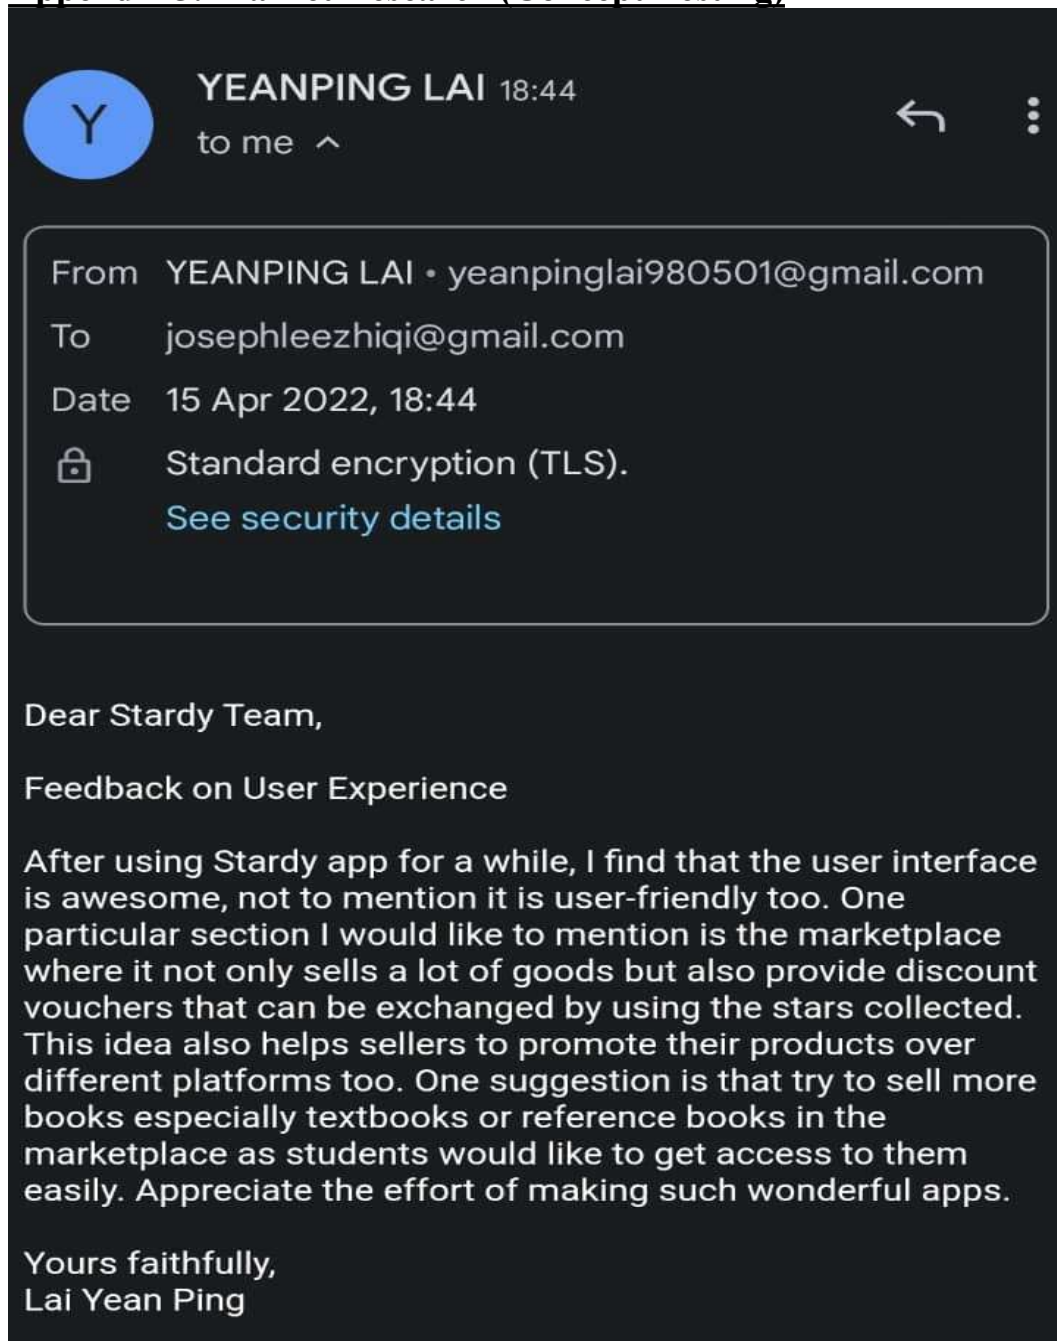 YEANPING LAI 18:44
Y
to me
From YEANPING LAI • yeanpinglai980501@gmail.com
To josephleezhiqi@gmail.com
Date 15 Apr 2022, 18:44
Standard encryption (TLS).
See security details
Dear Stardy Team,
Feedback on User Experience
After using Stardy app for a while, I find that the user interface
is awesome, not to mention it is user-friendly too. One
particular section I would like to mention is the marketplace
where it not only sells a lot of goods but also provide discount
vouchers that can be exchanged by using the stars collected.
This idea also helps sellers to promote their products over
different platforms too. One suggestion is that try to sell more
books especially textbooks or reference books in the
marketplace as students would like to get access to them
easily. Appreciate the effort of making such wonderful apps.
Yours faithfully,
Lai Yean Ping